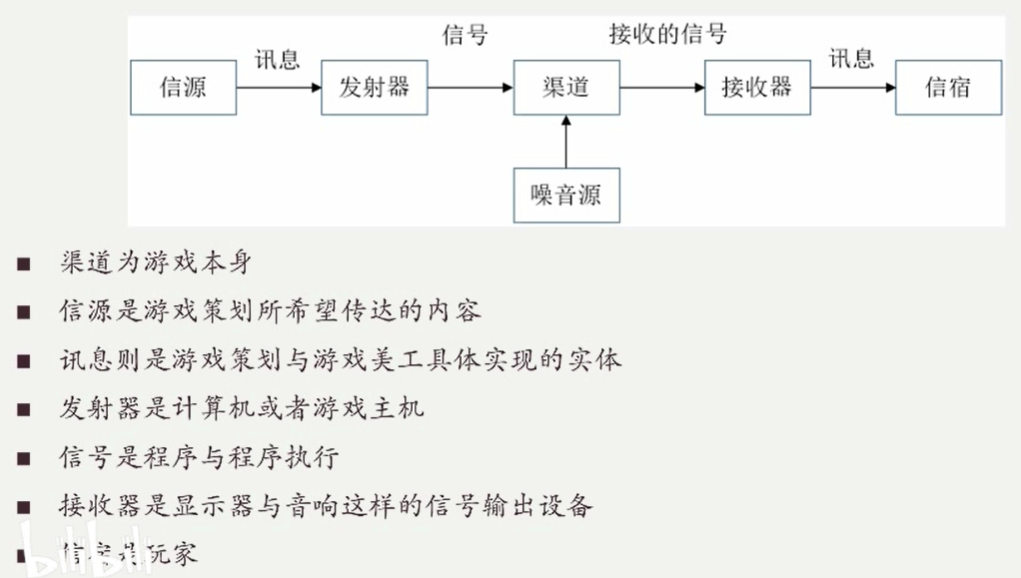 信号 接收的信号
讯息 讯息
信源 发射器 渠道 接收器 信宿
噪音源
■ 渠道为游戏本身
■ 信源是游戏策划所希望传达的内容
■ 讯息则是游戏策划与游戏美工具体实现的实体
■ 发射器是计算机或者游戏主机
■ 信号是程序与程序执行
■ 接收器是显示器与音响这样的信号输出设备
■ 信宿是玩家
bilibili